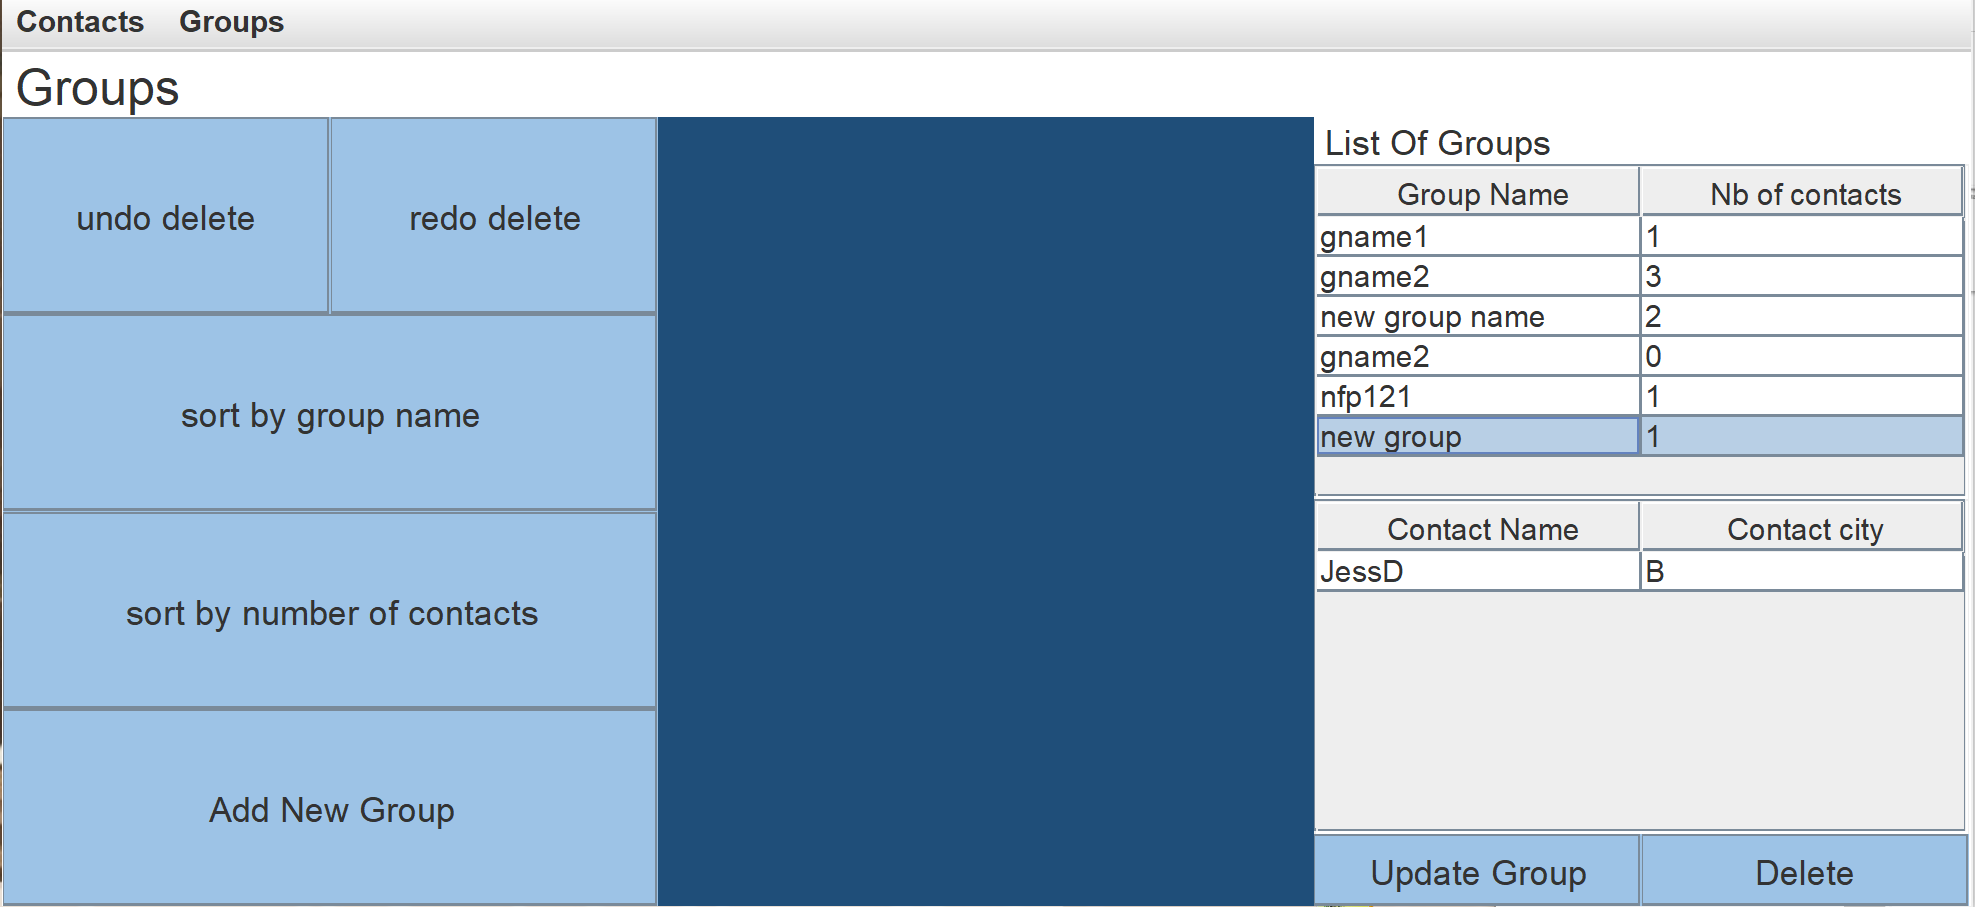 Contacts Groups
Groups
undo delete redo delete
sort by group name
sort by number of contacts
Add New Group
List Of Groups
Group Name Nb of contacts
gname1 1
gname2 3
new group name 2
gname2 0
nfp121 1
new group 1
Contact Name Contact city
JessD B
Update Group Delete